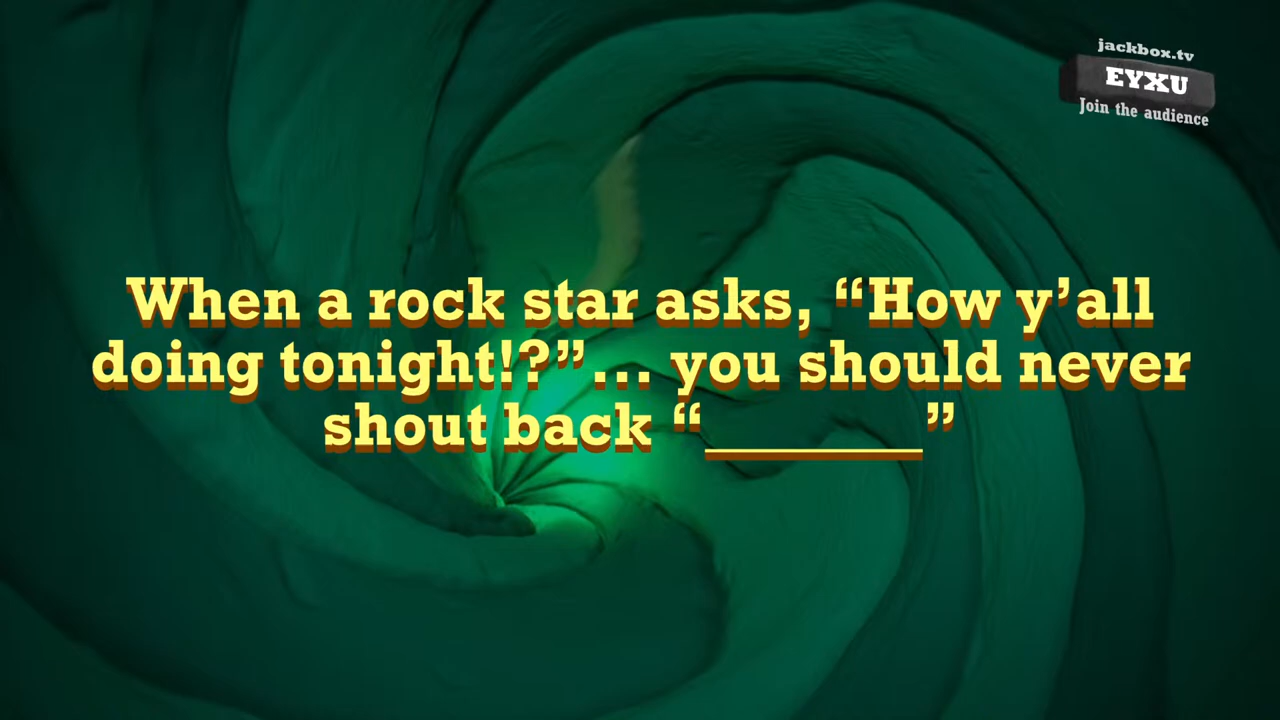 jackbox.tv
EYXU
Join the audience
When a rock star asks, “How y’all
doing tonight!?”... you should never
shout back “________”